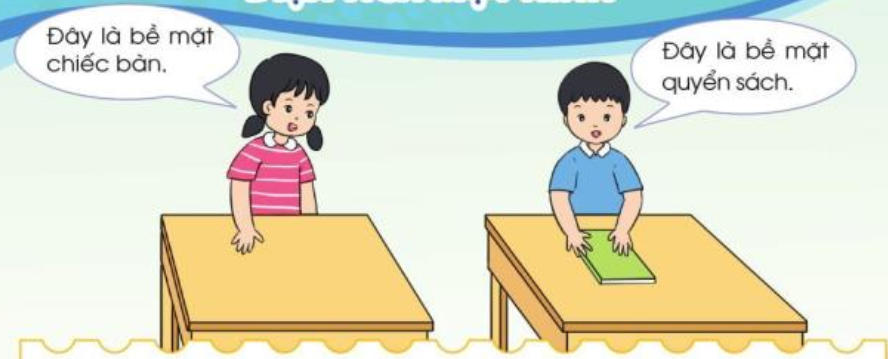 Đây là bề mặt
chiếc bàn.
Đây là bề mặt
quyển sách.